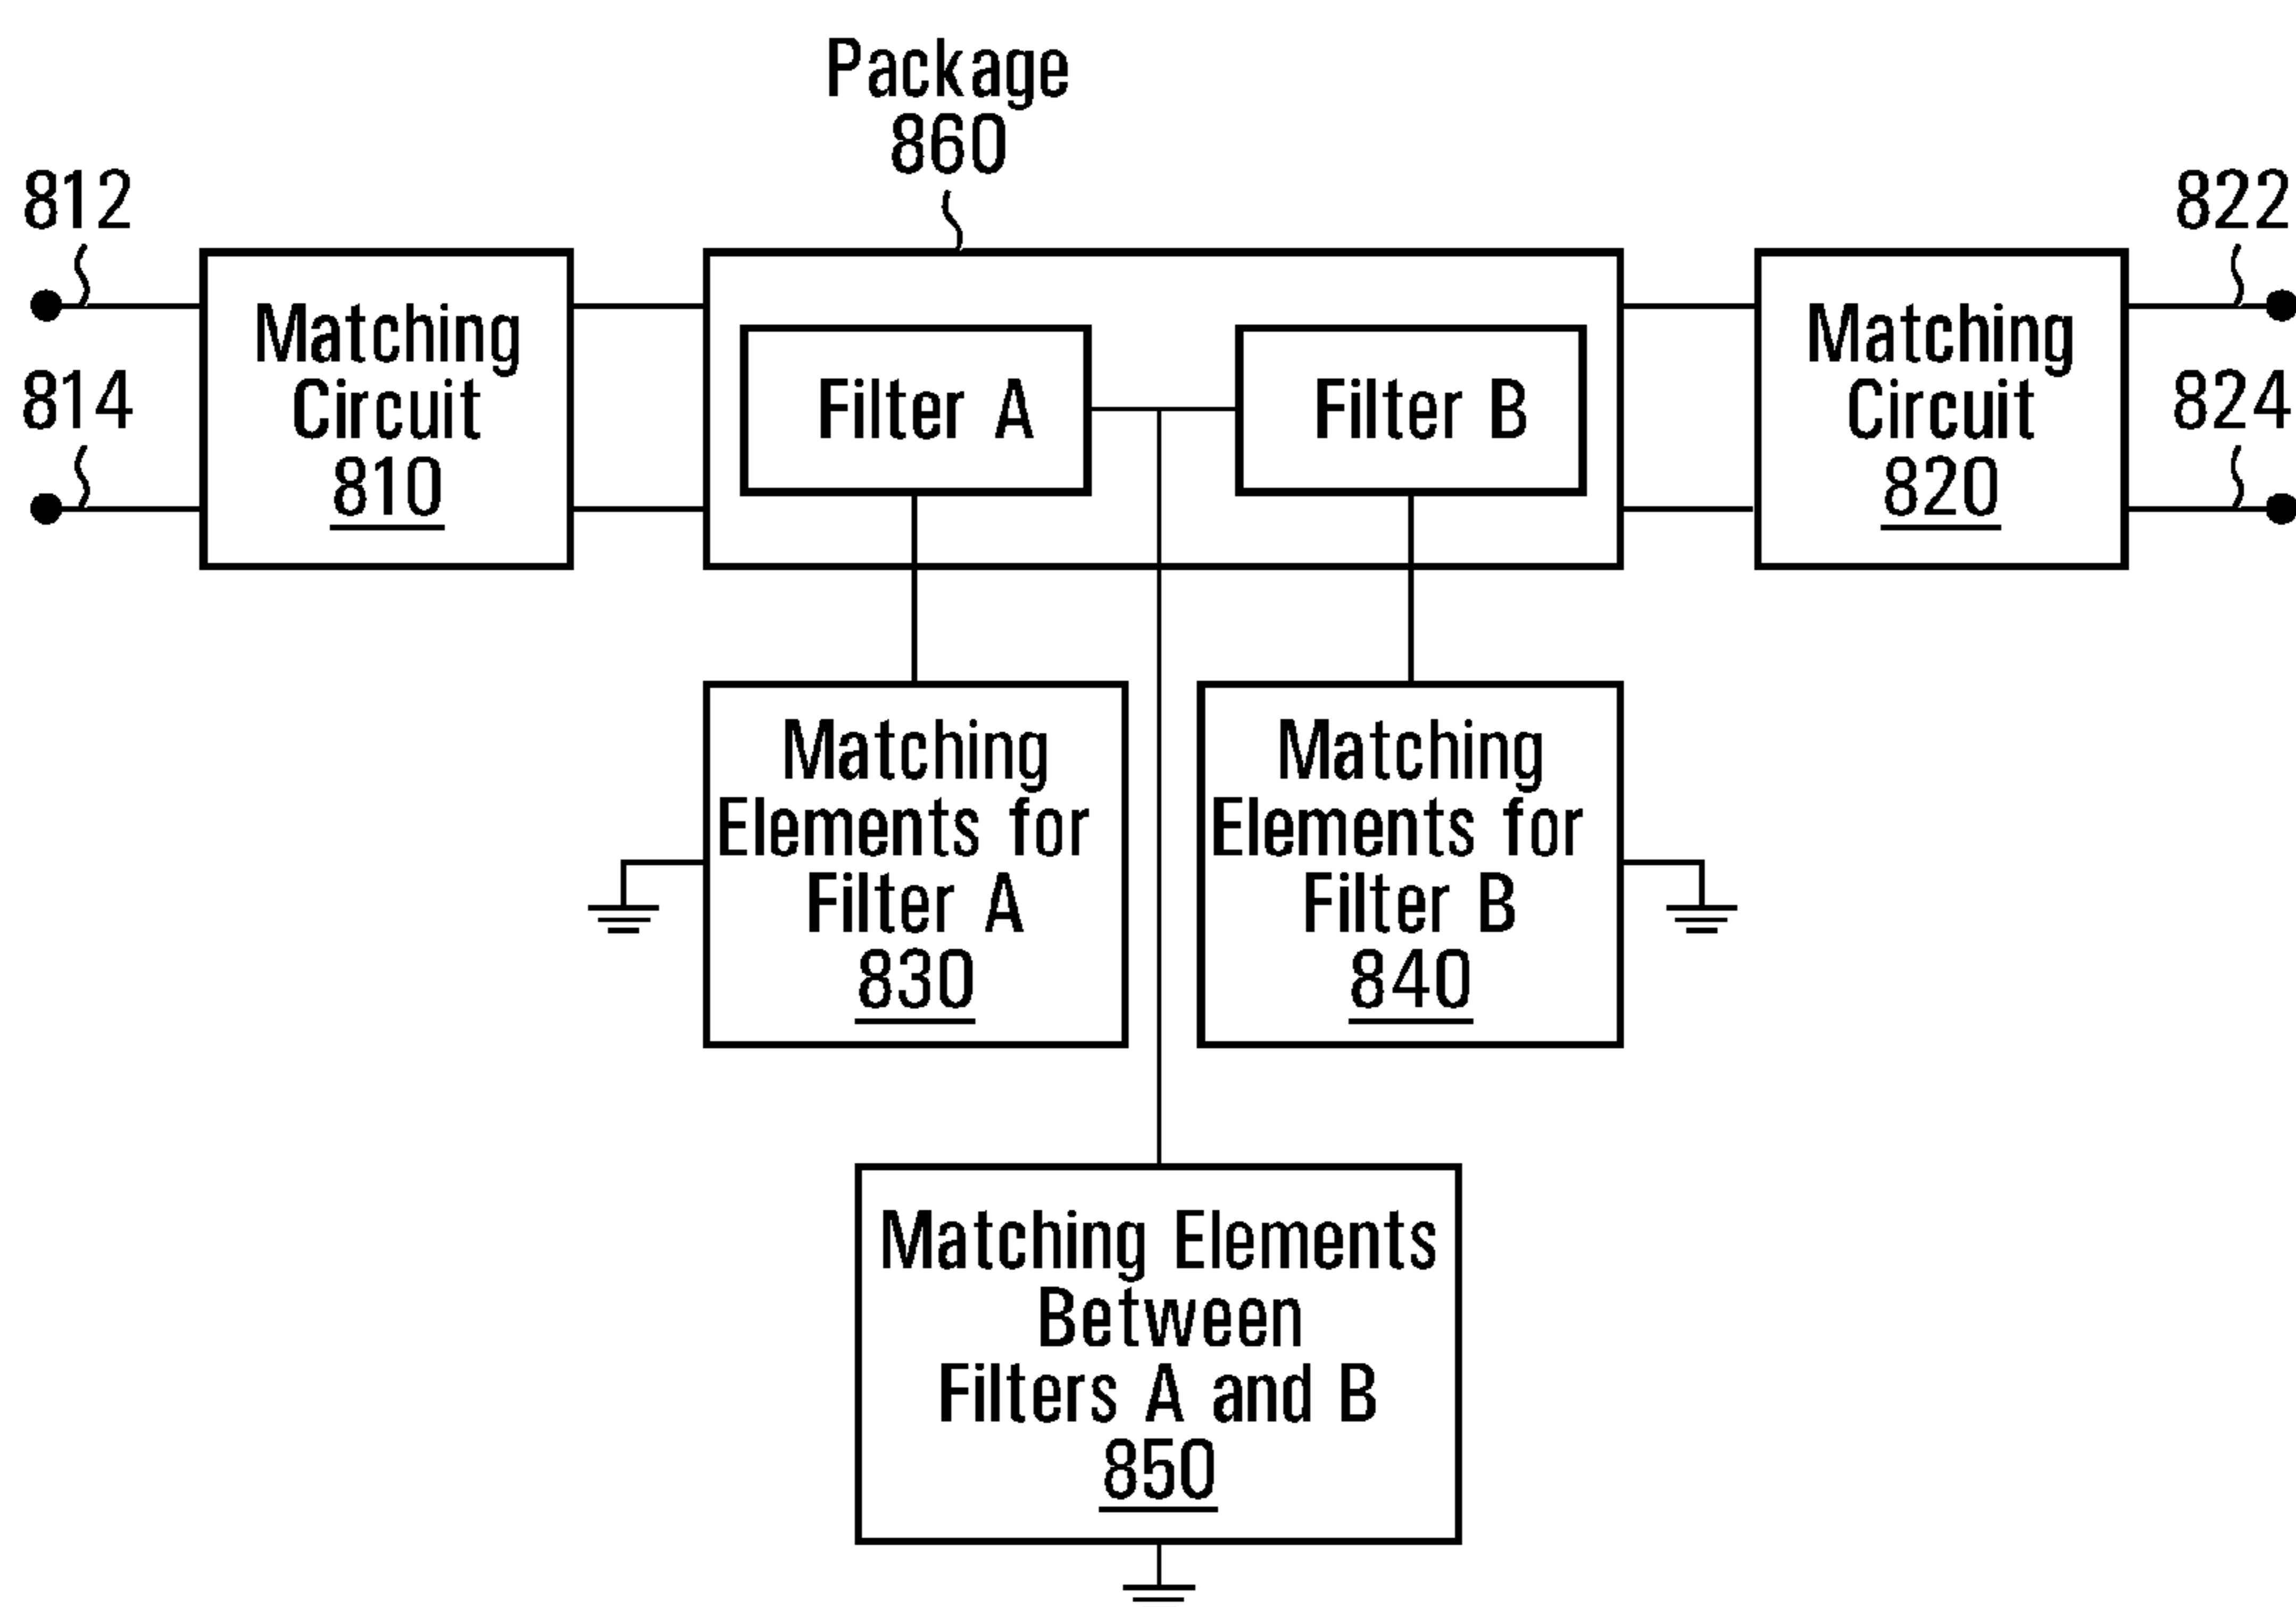 Package
860
812
814
822
824
Matching
Circuit
810
Filter A
Filter B
Matching
Circuit
820
Matching
Elements for
Filter A
830
Matching
Elements for
Filter B
840
Matching Elements
Between
Filters A and B
850